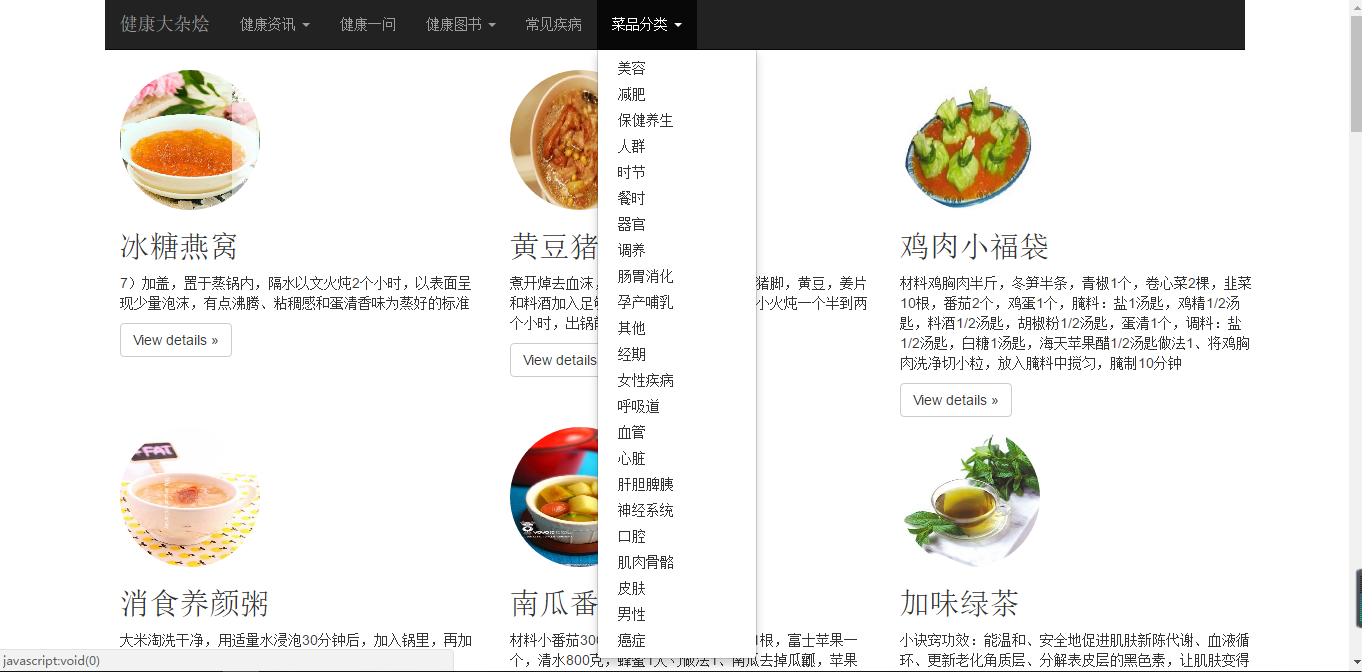 健康大杂烩 健康资讯 健康一问 健康图书 常见疾病 菜品分类
美容
减肥
保健养生
人群
时节
餐时
器官
调养
肠胃消化
孕产哺乳
其他
经期
女性疾病
呼吸道
血管
心脏
肝胆脾胰
神经系统
口腔
肌肉骨骼
皮肤
男性
癌症
冰糖燕窝
7）加盖，置于蒸锅内，隔水以文火炖2个小时，以表面呈
现少量泡沫，有点沸腾、粘稠感和蛋清香味为蒸好的标准
View details »
黄豆猪
煮开焯去血沫， 猪脚，黄豆，姜片
和料酒加入足 小火炖一个半到两
个小时，出锅
View details
鸡肉小福袋
材料鸡胸肉半斤，冬笋半条，青椒1个，卷心菜2棵，韭菜
10根，番茄2个，鸡蛋1个，腌料：盐1汤匙，鸡精1/2汤
匙，料酒1/2汤匙，胡椒粉1/2汤匙，蛋清1个，调料：盐
1/2汤匙，白糖1汤匙，海天苹果醋1/2汤匙做法1、将鸡胸
肉洗净切小粒，放入腌料中搅匀，腌制10分钟
View details »
FAT
消食养颜粥
大米淘洗干净，用适量水浸泡30分钟后，加入锅里，再加
南瓜番
材料小番茄300 根，富士苹果一
个，清水800克，蜂蜜1大勺做法1、南瓜去掉瓜瓤，苹果
加味绿茶
小诀窍功效：能温和、安全地促进肌肤新陈代谢、血液循
环、更新老化角质层、分解表皮层的黑色素，让肌肤变得
javascript:void(0)